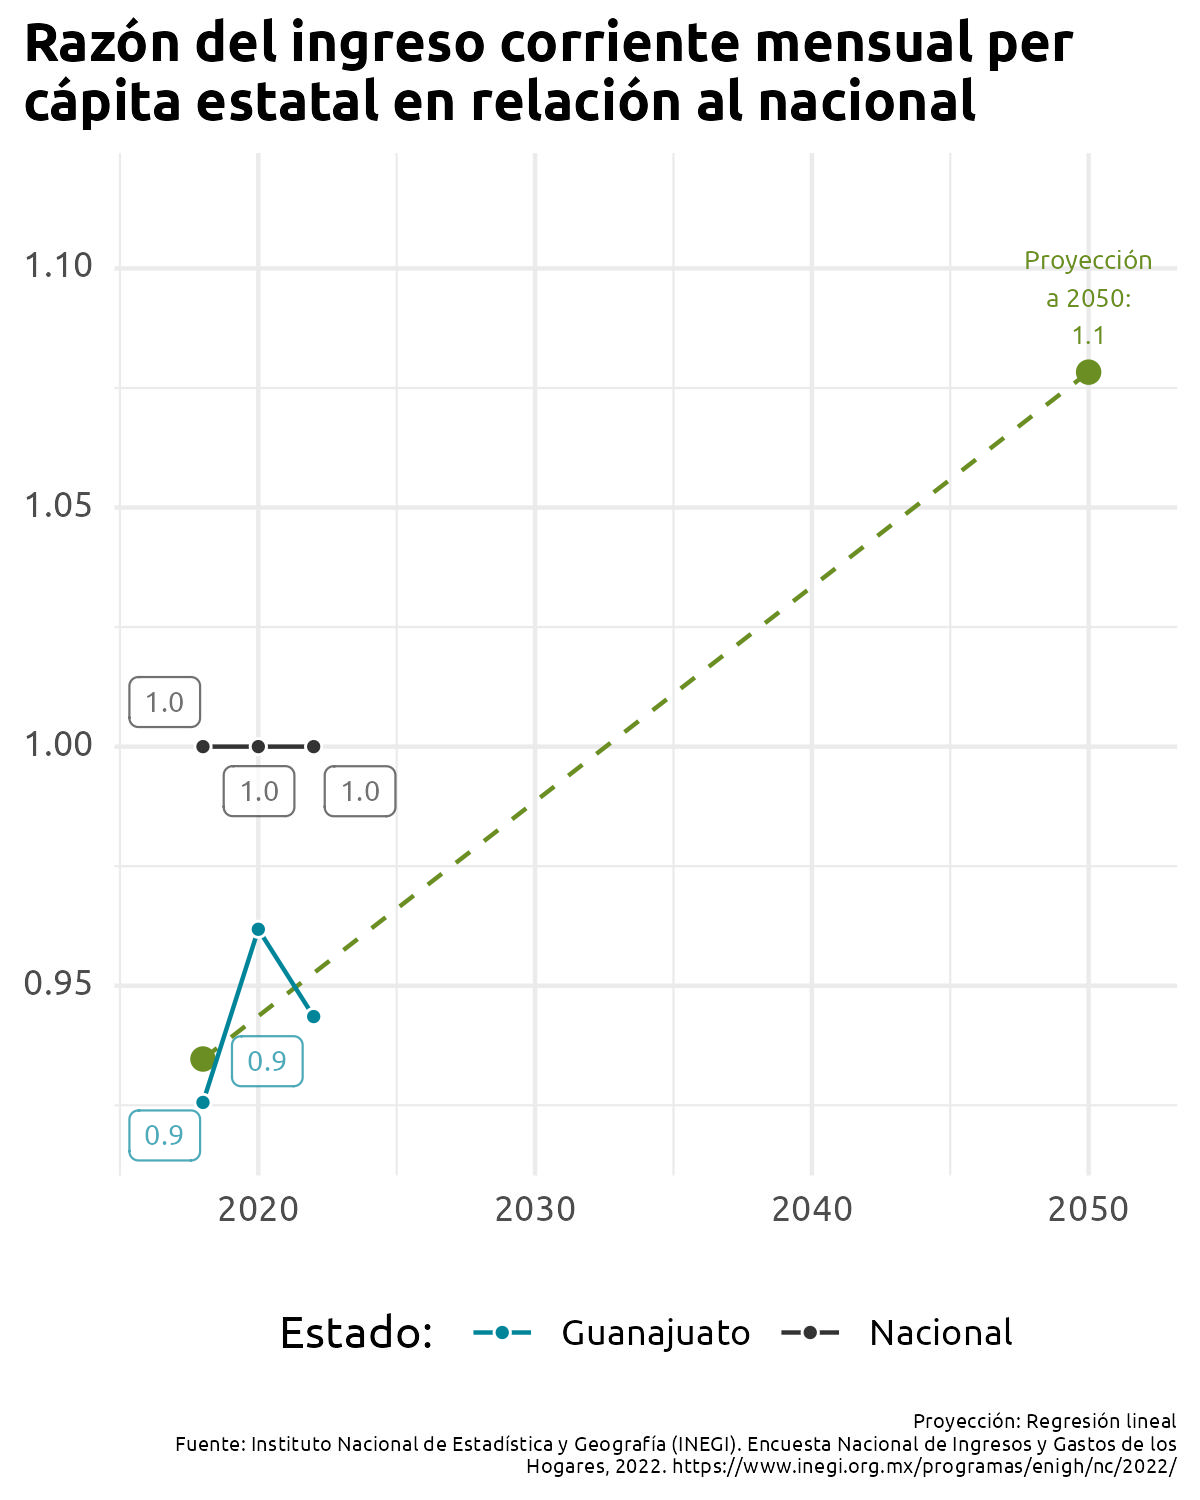 Razón del ingreso corriente mensual per
cápita estatal en relación al nacional
1.10
Proyección
a 2050:
1.1
1.05
1.0
1.00
1.0
1.0
0.95
0.9
0.9
2020
2030
2040
2050
Estado:
Guanajuato
Nacional
Proyección: Regresión lineal
Fuente: Instituto Nacional de Estadística y Geografía (INEGI). Encuesta Nacional de Ingresos y Gastos de los
Hogares, 2022. https://www.inegi.org.mx/programas/enigh/nc/2022/